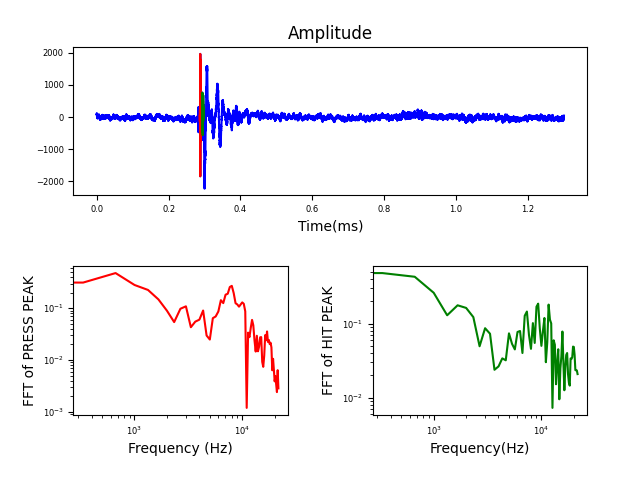 Amplitude
2000
1000
0
−1000
−2000
0.0 0.2 0.4 0.6 0.8 1.0 1.2
Time(ms)
FFT of PRESS PEAK
10⁻¹
10⁻²
10⁻³
10³ 10⁴
Frequency (Hz)
FFT of HIT PEAK
10⁻¹
10⁻²
10³ 10⁴
Frequency(Hz)